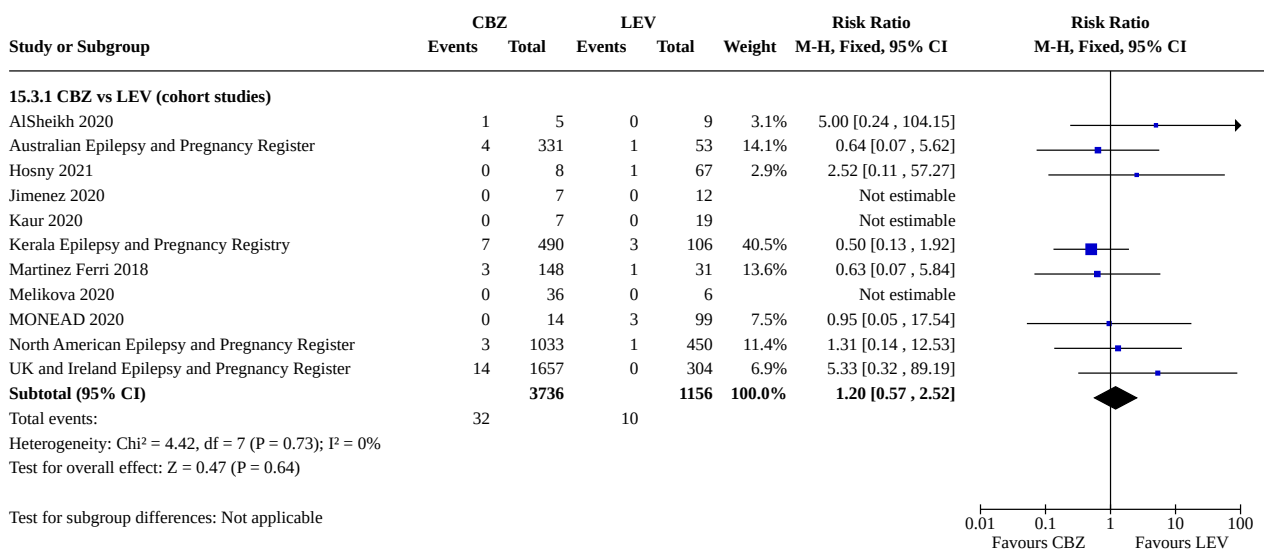 CBZ LEV Risk Ratio Risk Ratio
Study or Subgroup Events Total Events Total Weight M-H, Fixed, 95% CI M-H, Fixed, 95% CI
15.3.1 CBZ vs LEV (cohort studies)
AlSheikh 2020 1 5 0 9 3.1% 5.00 [0.24 , 104.15]
Australian Epilepsy and Pregnancy Register 4 331 1 53 14.1% 0.64 [0.07 , 5.62]
Hosny 2021 0 8 1 67 2.9% 2.52 [0.11 , 57.27]
Jimenez 2020 0 7 0 12 Not estimable
Kaur 2020 0 7 0 19 Not estimable
Kerala Epilepsy and Pregnancy Registry 7 490 3 106 40.5% 0.50 [0.13 , 1.92]
Martinez Ferri 2018 3 148 1 31 13.6% 0.63 [0.07 , 5.84]
Melikova 2020 0 36 0 6 Not estimable
MONEAD 2020 0 14 3 99 7.5% 0.95 [0.05 , 17.54]
North American Epilepsy and Pregnancy Register 3 1033 1 450 11.4% 1.31 [0.14 , 12.53]
UK and Ireland Epilepsy and Pregnancy Register 14 1657 0 304 6.9% 5.33 [0.32 , 89.19]
Subtotal (95% CI) 3736 1156 100.0% 1.20 [0.57 , 2.52]
Total events: 32 10
Heterogeneity: Chi² = 4.42, df = 7 (P = 0.73); I² = 0%
Test for overall effect: Z = 0.47 (P = 0.64)
Test for subgroup differences: Not applicable
0.01 0.1 1 10 100
Favours CBZ Favours LEV